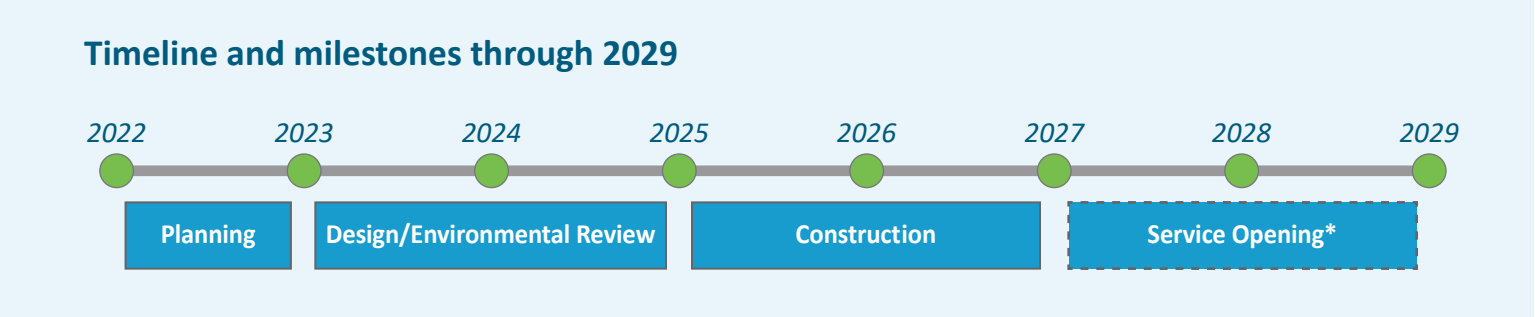 Timeline and milestones through 2029
2022 2023 2024 2025 2026 2027 2028 2029
Planning Design/Environmental Review Construction Service Opening*